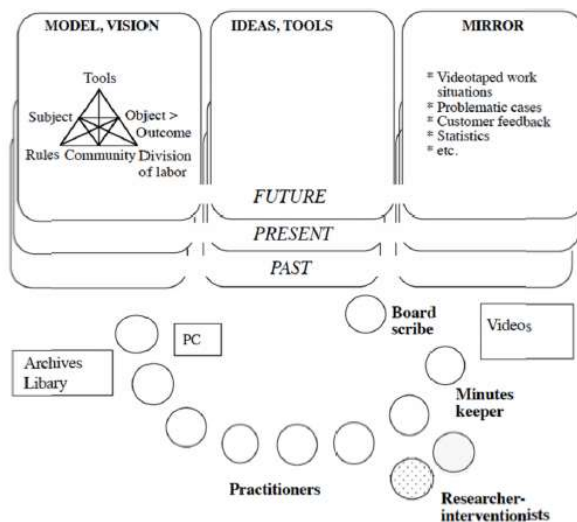 MODEL, VISION
IDEAS, TOOLS
MIRROR
Tools
Subject
Object >
Outcome
Rules
Community
Division
of labor
* Videotaped work
situations
* Problematic cases
* Customer feedback
* Statistics
* etc.
FUTURE
PRESENT
PAST
Board
scribe
Videos
PC
Archives
Libary
Minutes
keeper
Practitioners
Researcher-
interventionists